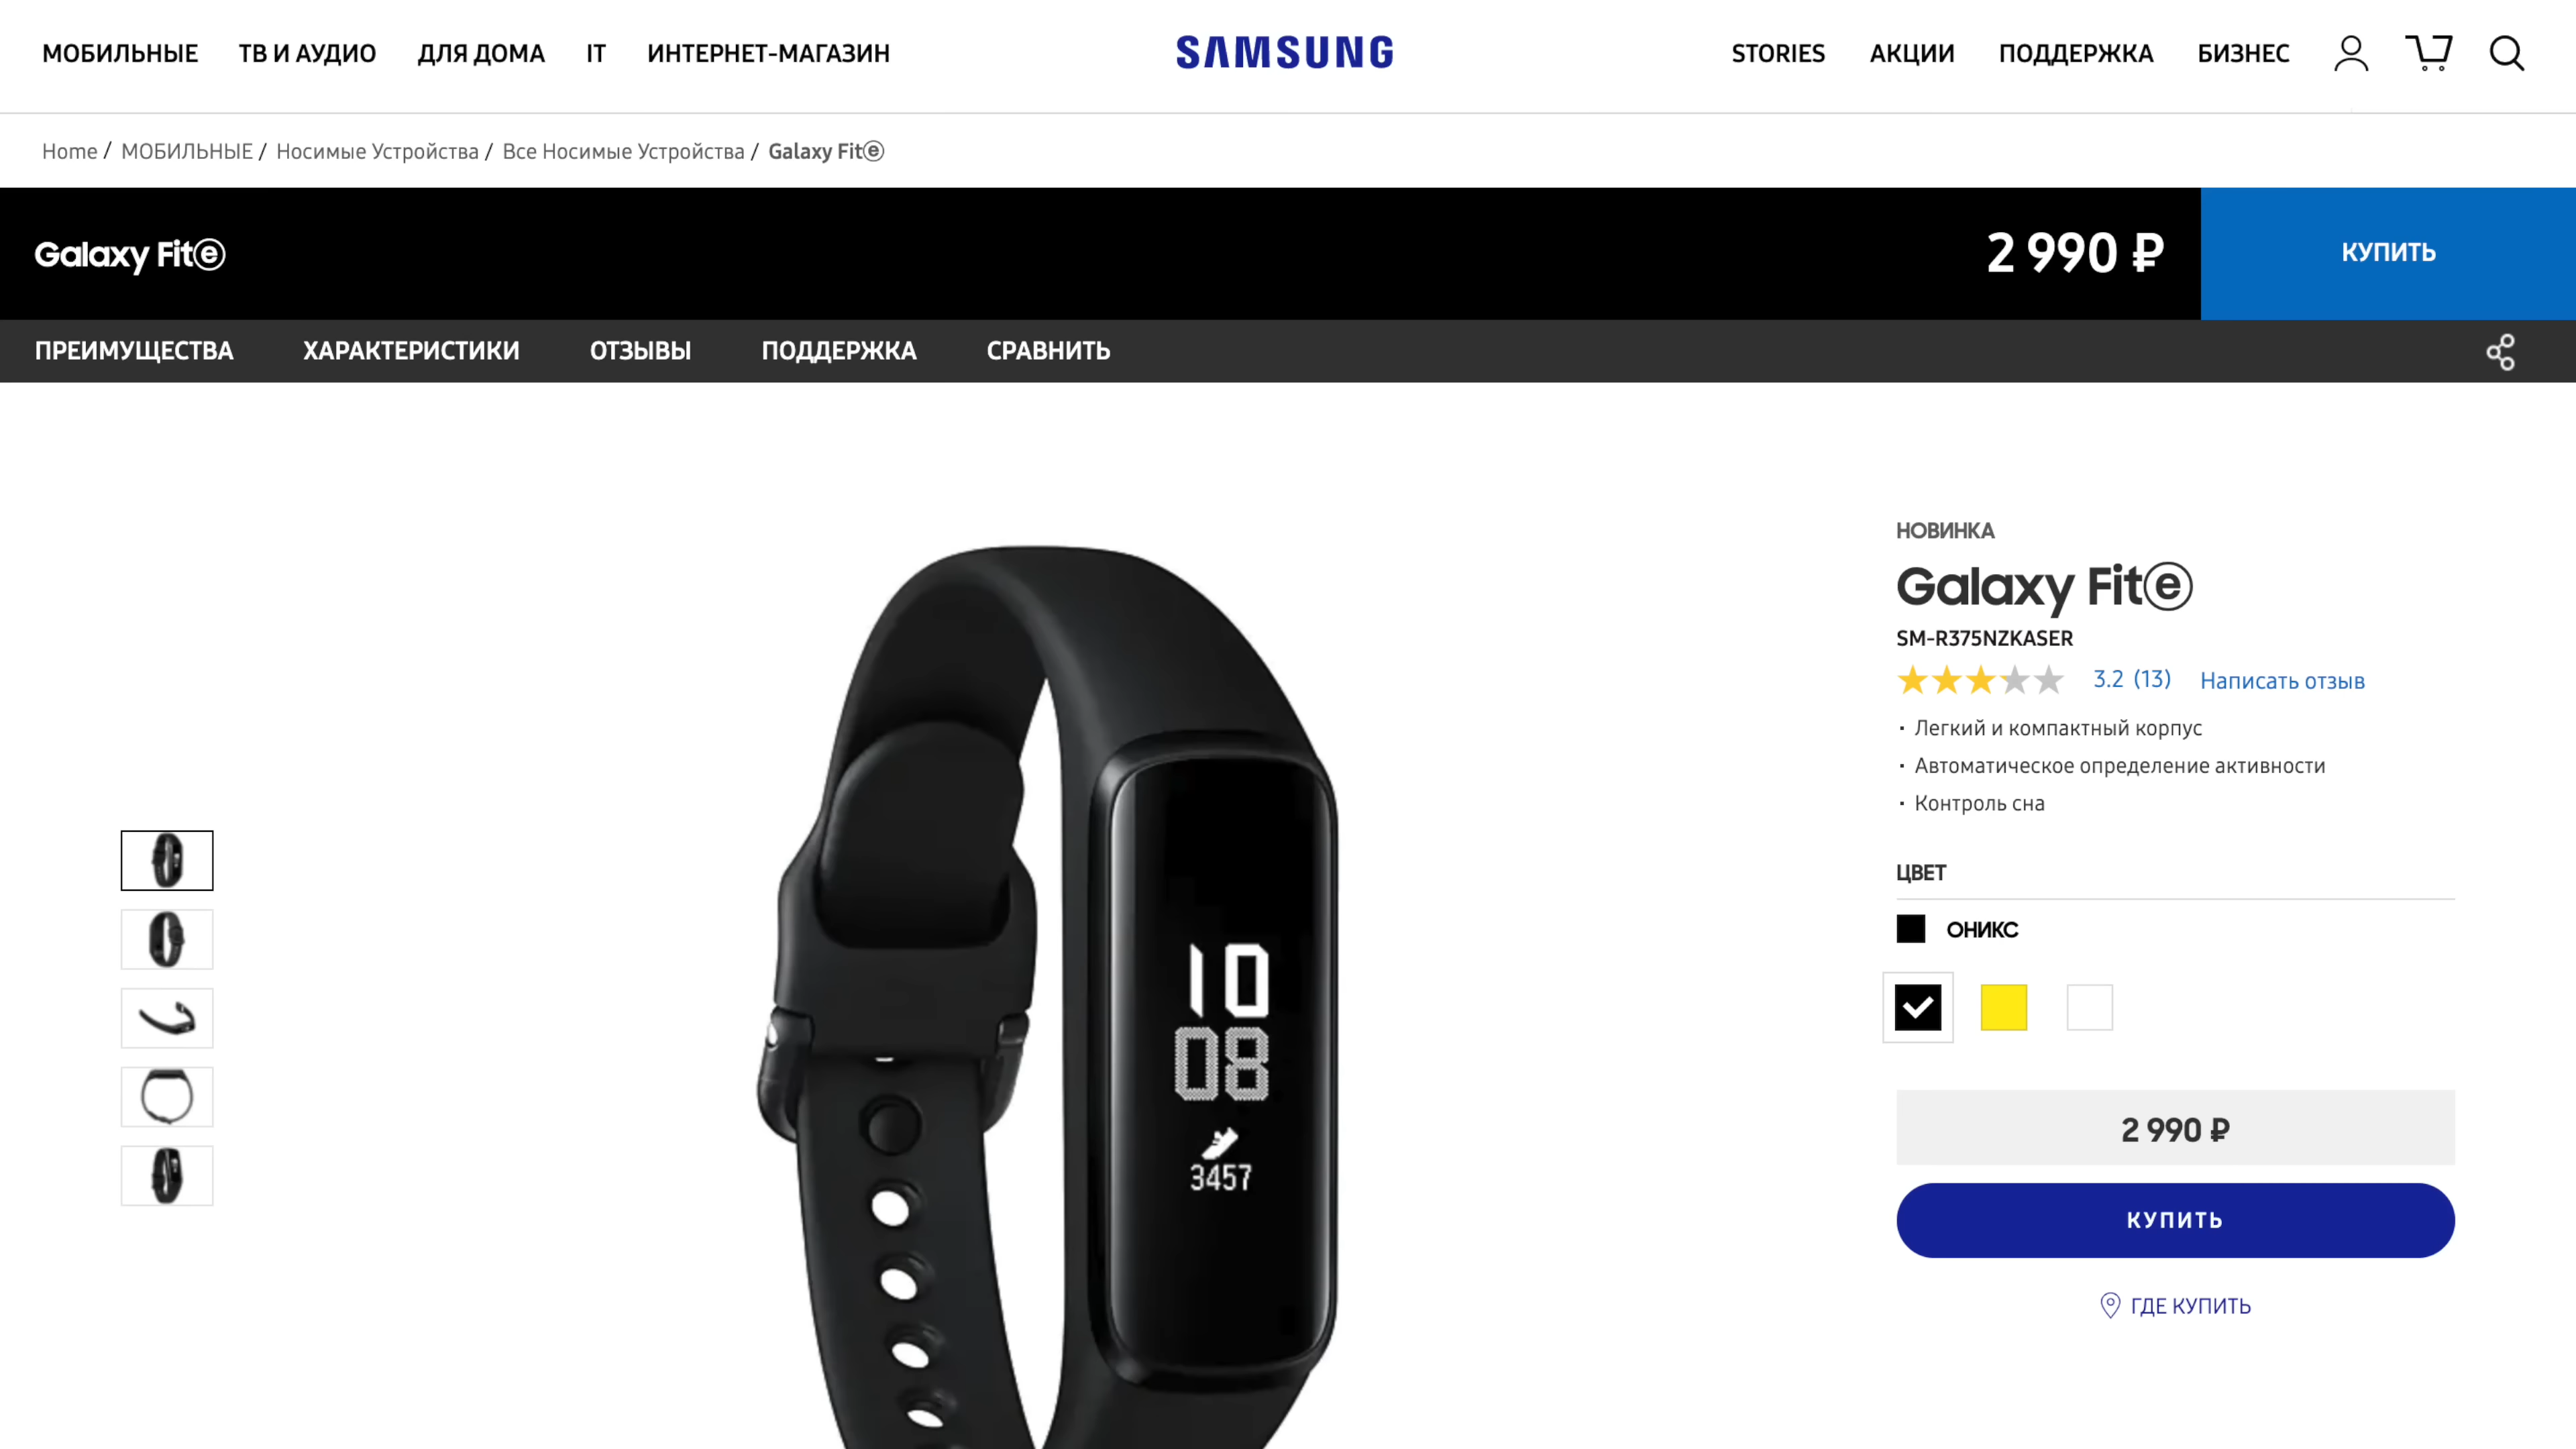 МОБИЛЬНЫЕ ТВ И АУДИО ДЛЯ ДОМА IT ИНТЕРНЕТ-МАГАЗИН SAMSUNG STORIES АКЦИИ ПОДДЕРЖКА БИЗНЕС
Home / МОБИЛЬНЫЕ / Носимые Устройства / Все Носимые Устройства / Galaxy Fitⓔ
Galaxy Fitⓔ 2 990 ₽ КУПИТЬ
ПРЕИМУЩЕСТВА ХАРАКТЕРИСТИКИ ОТЗЫВЫ ПОДДЕРЖКА СРАВНИТЬ
10
08
3457
НОВИНКА
Galaxy Fitⓔ
SM-R375NZKASER
3.2 (13) Написать отзыв
· Легкий и компактный корпус
· Автоматическое определение активности
· Контроль сна
ЦВЕТ
ОНИКС
2 990 ₽
КУПИТЬ
ГДЕ КУПИТЬ